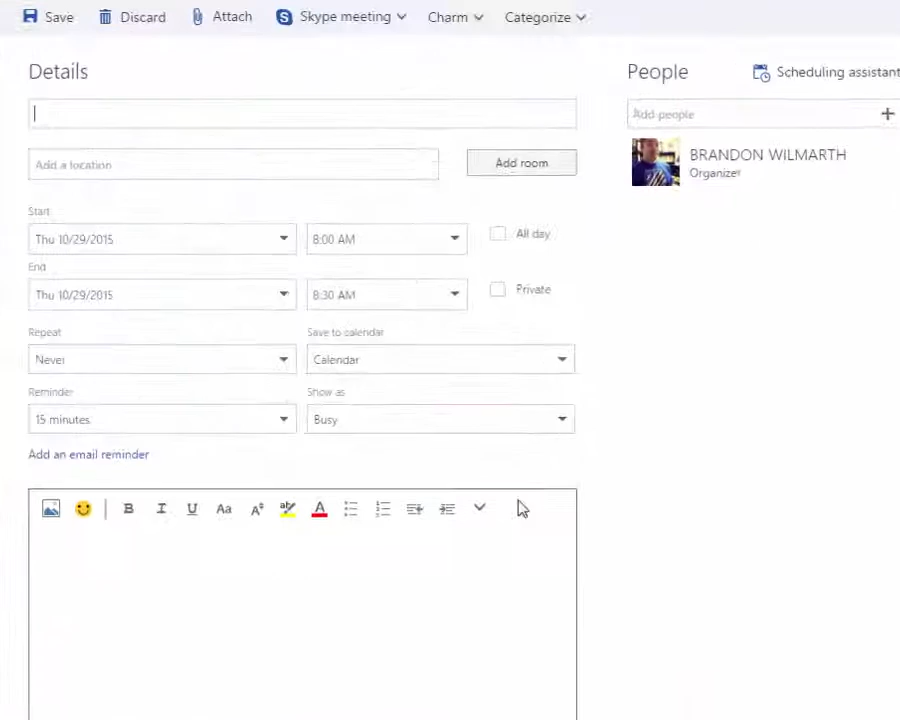 Save Discard Attach Skype meeting Charm Categorize
Details
People Scheduling assistant
Add people
Add a location Add room
BRANDON WILMARTH
Organizer
Start
Thu 10/29/2015 8:00 AM All day
End
Thu 10/29/2015 8:30 AM Private
Repeat Save to calendar
Never Calendar
Reminder Show as
15 minutes Busy
Add an email reminder
B I U Aa A ab A